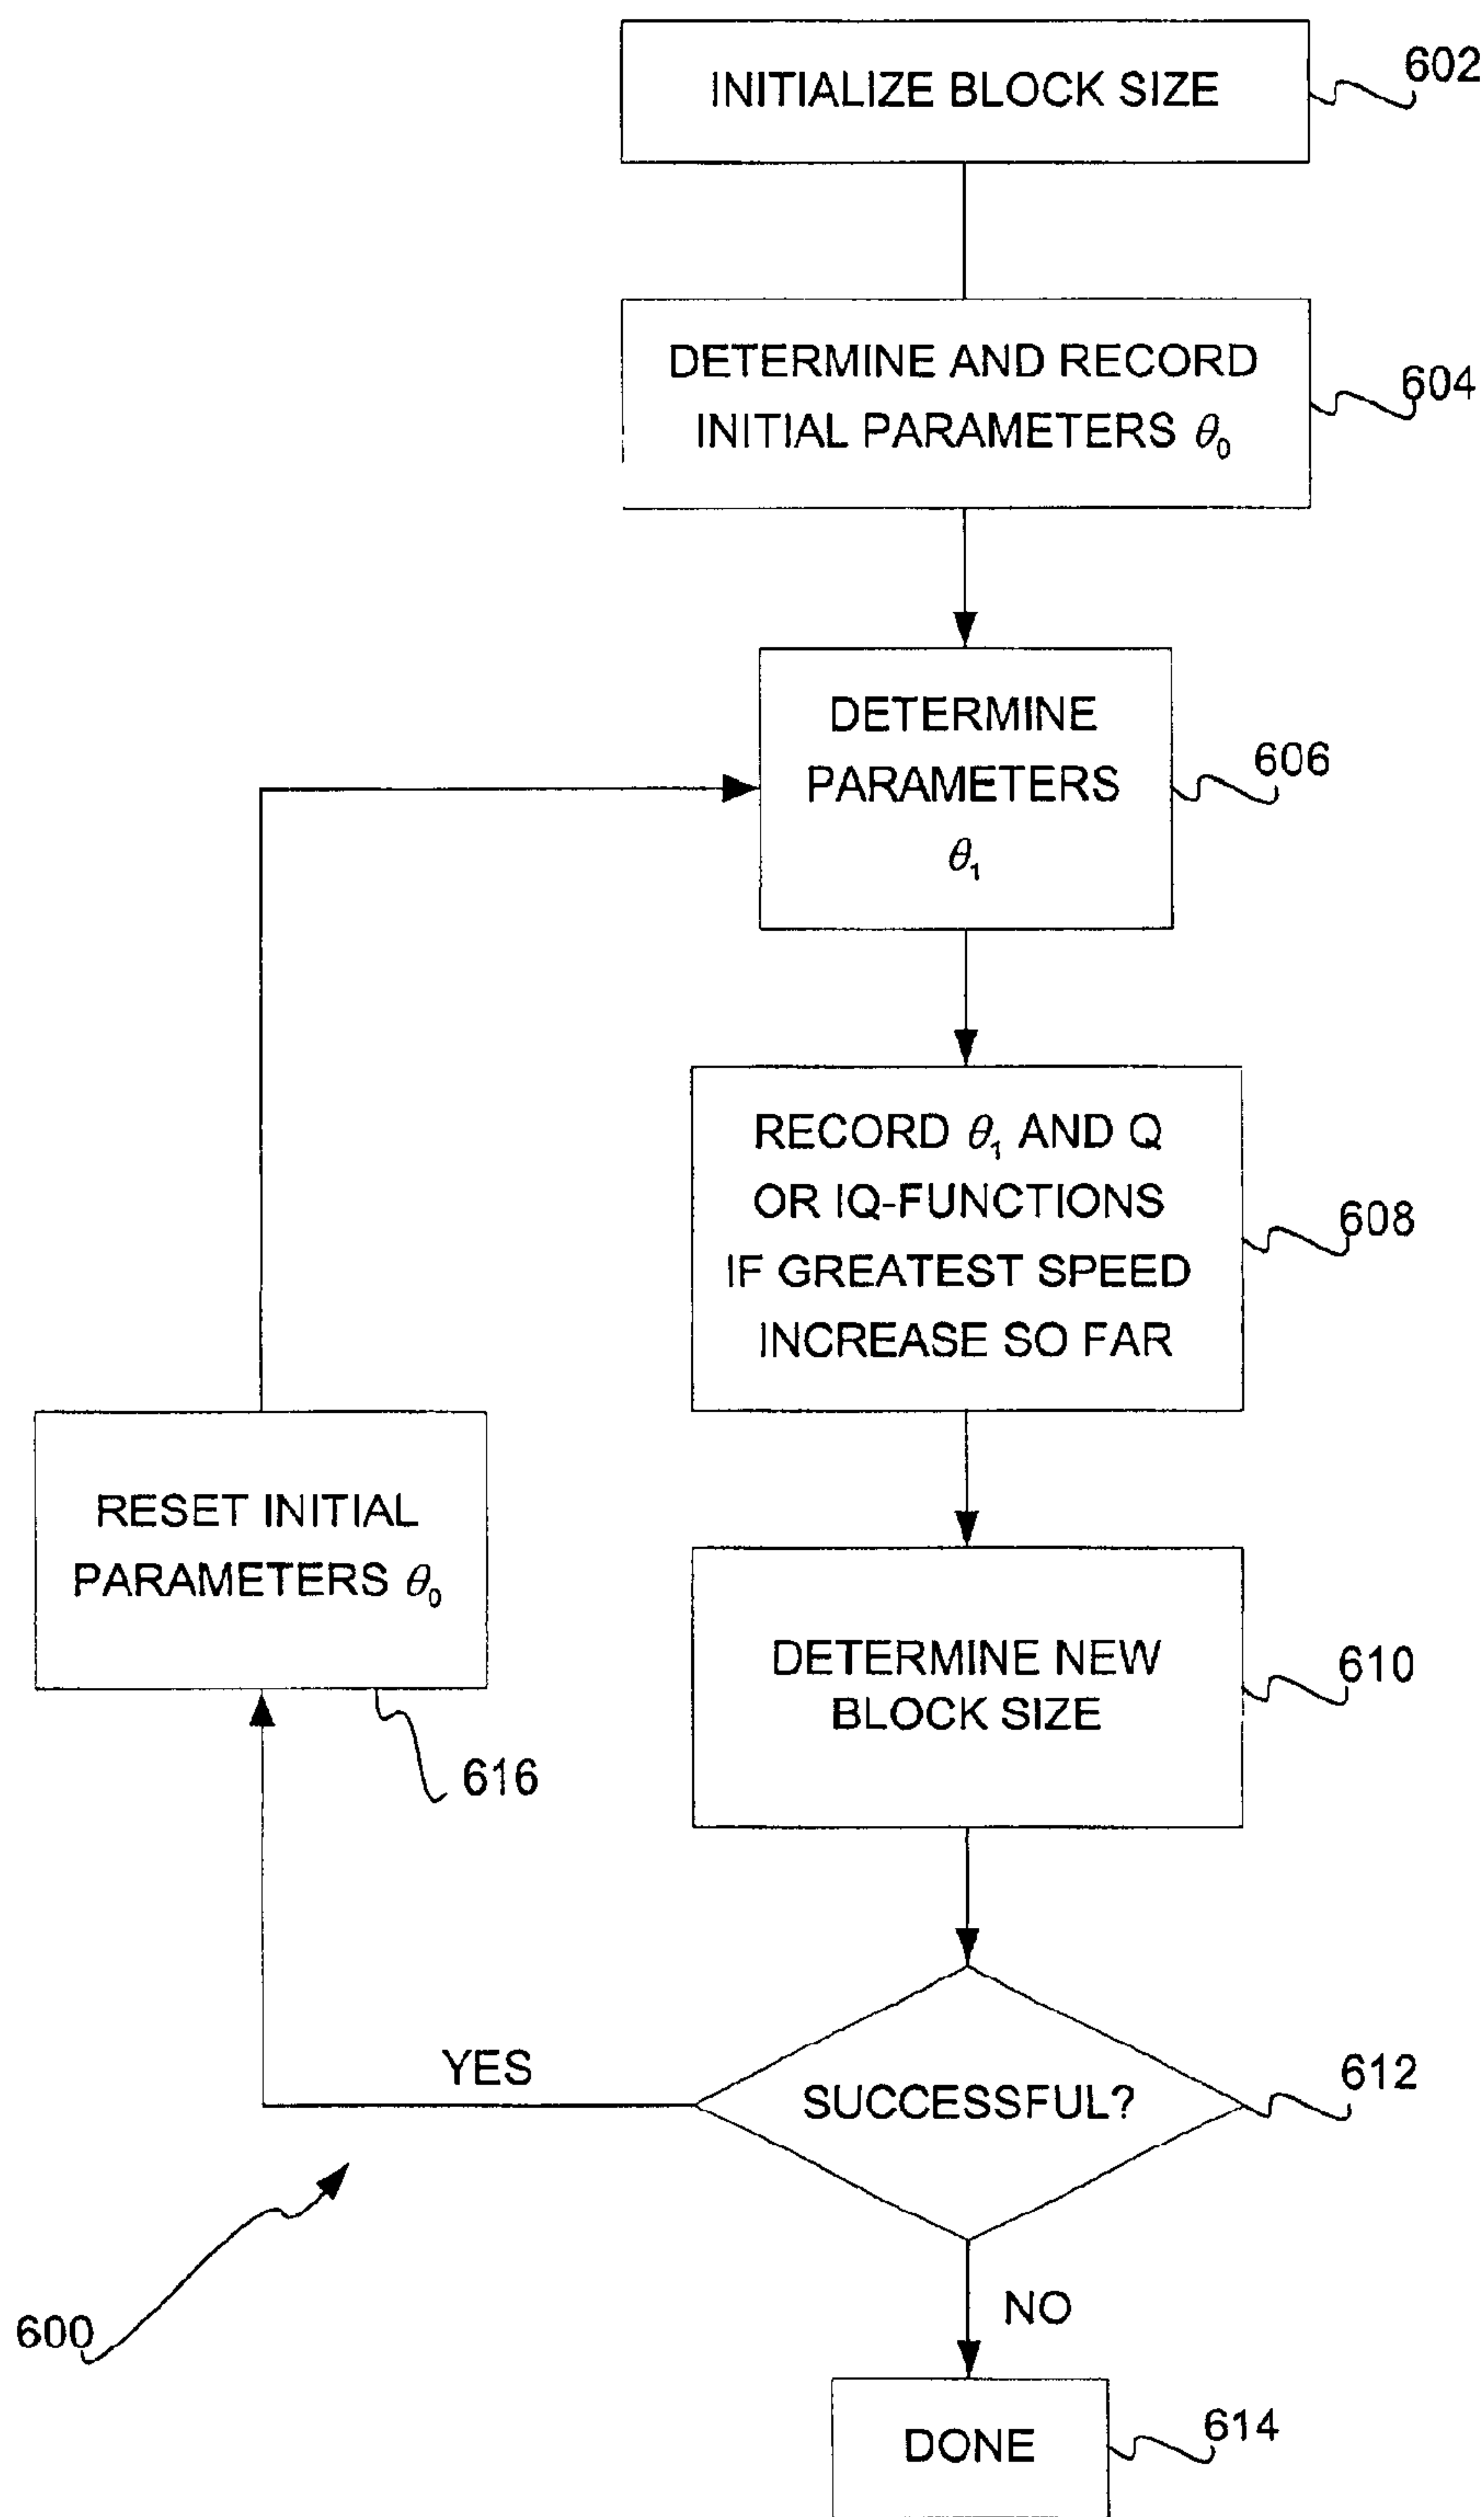 INITIALIZE BLOCK SIZE
602
DETERMINE AND RECORD
INITIAL PARAMETERS θ₀
604
DETERMINE
PARAMETERS
θ₁
606
RECORD θ₁ AND Q
OR IQ-FUNCTIONS
IF GREATEST SPEED
INCREASE SO FAR
608
RESET INITIAL
PARAMETERS θ₀
616
DETERMINE NEW
BLOCK SIZE
610
YES
SUCCESSFUL?
612
600
NO
DONE
614